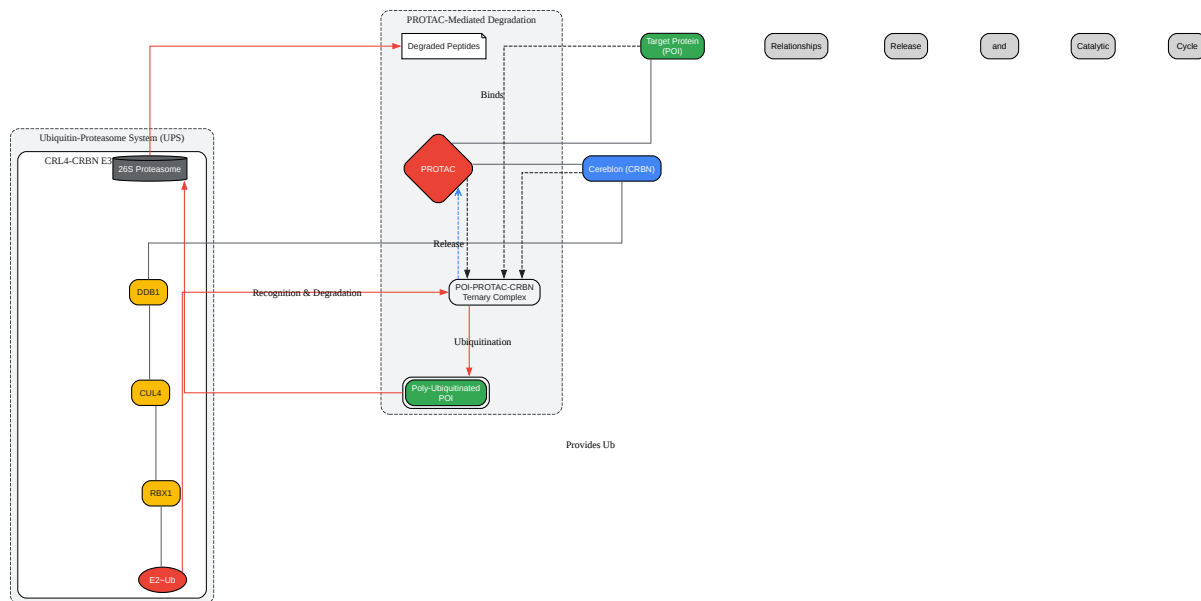 PROTAC-Mediated Degradation
Degraded Peptides
Target Protein
(POI)
Relationships
Release
and
Catalytic
Cycle
Binds
Ubiquitin-Proteasome System (UPS)
CRL4-CRBN E3
26S Proteasome
PROTAC
Cereblon (CRBN)
Release
DDB1
Recognition & Degradation
POI-PROTAC-CRBN
Ternary Complex
Ubiquitination
CUL4
Poly-Ubiquitinated
POI
Provides Ub
RBX1
E2~Ub